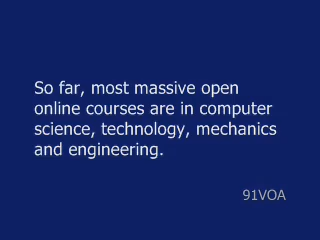 So far, most massive open
online courses are in computer
science, technology, mechanics
and engineering.
91VOA